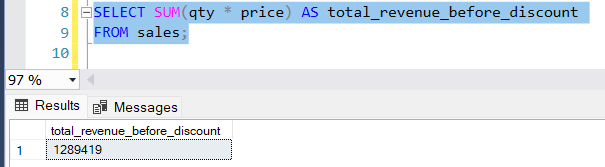 8 SELECT SUM(qty * price) AS total_revenue_before_discount
9 FROM sales;
10
97 %
Results Messages
total_revenue_before_discount
1 1289419